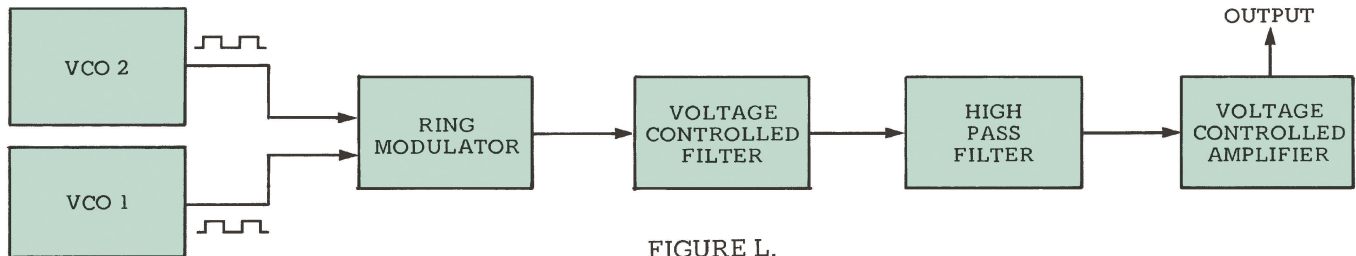 OUTPUT
VCO 2
VCO 1
RING
MODULATOR
VOLTAGE
CONTROLLED
FILTER
HIGH
PASS
FILTER
VOLTAGE
CONTROLLED
AMPLIFIER
FIGURE L.